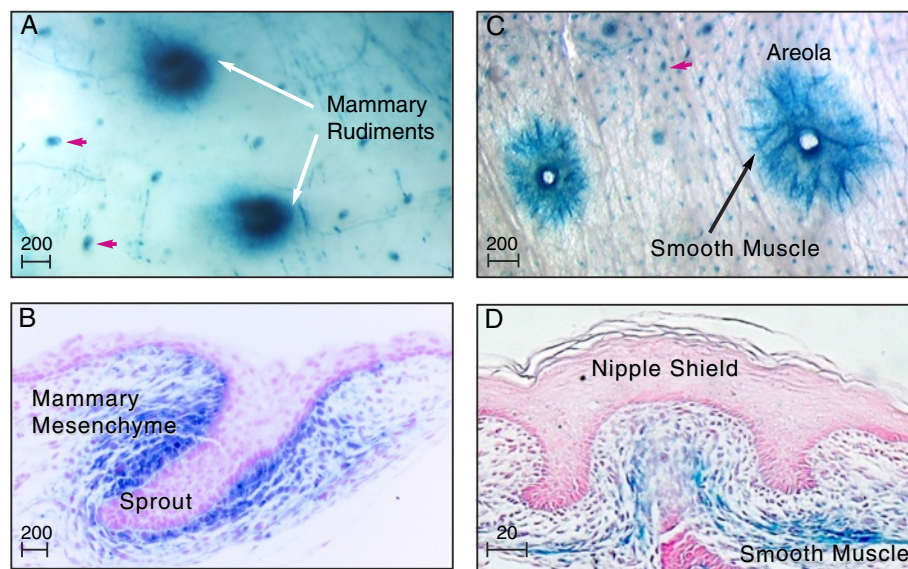 A
Mammary
Rudiments
200
C
Areola
Smooth Muscle
200
B
Mammary
Mesenchyme
Sprout
200
D
Nipple Shield
20
Smooth Muscle